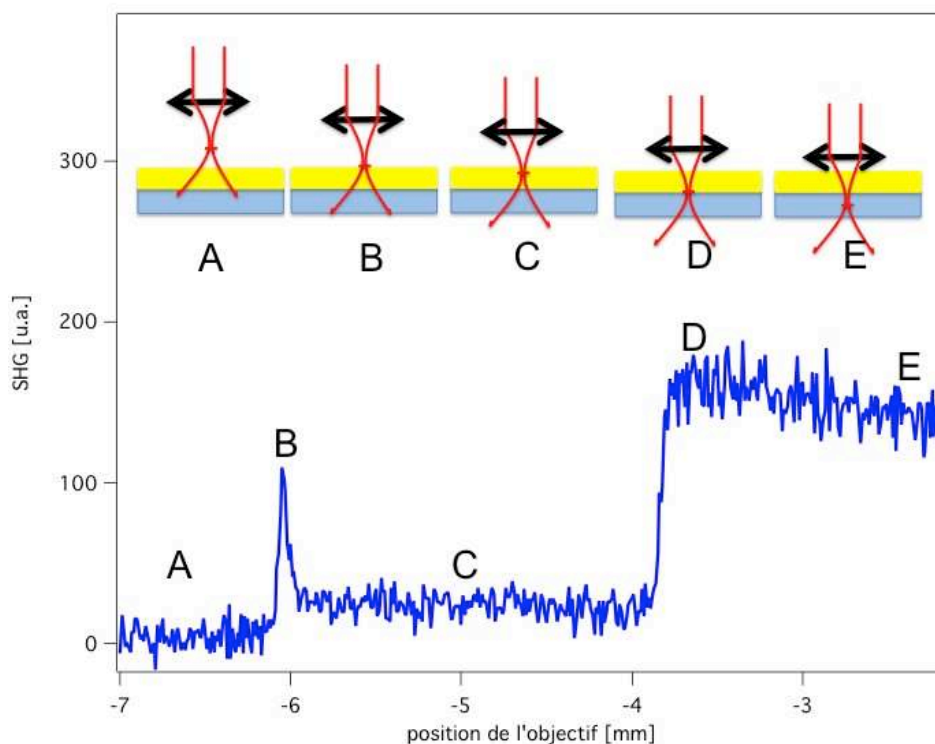 A B C D E
300
200
100
0
SHG [u.a.]
A
B
C
D
E
-7 -6 -5 -4 -3
position de l'objectif [mm]